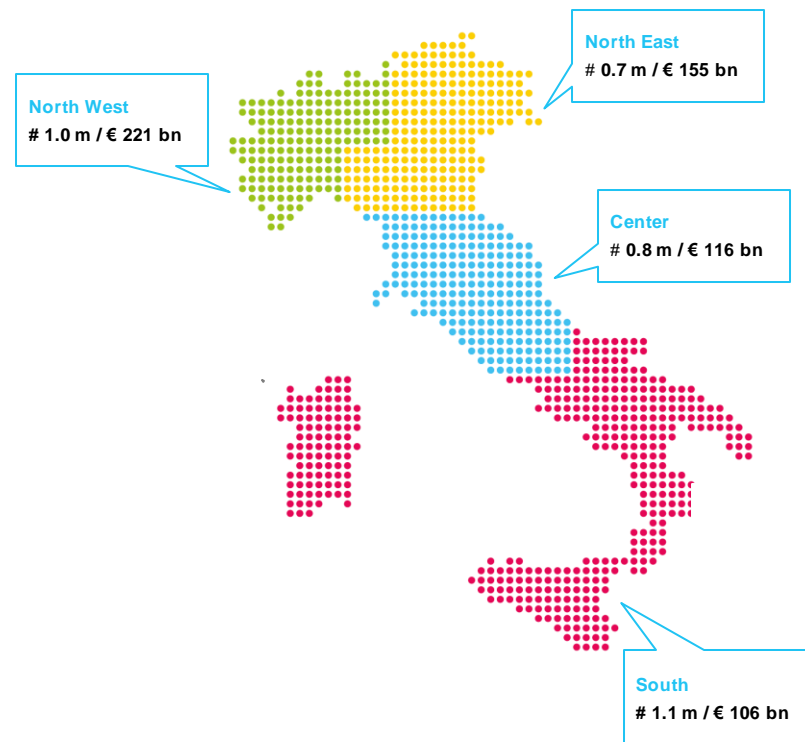 North East
# 0.7 m / € 155 bn
North West
# 1.0 m / € 221 bn
Center
# 0.8 m / € 116 bn
South
# 1.1 m / € 106 bn